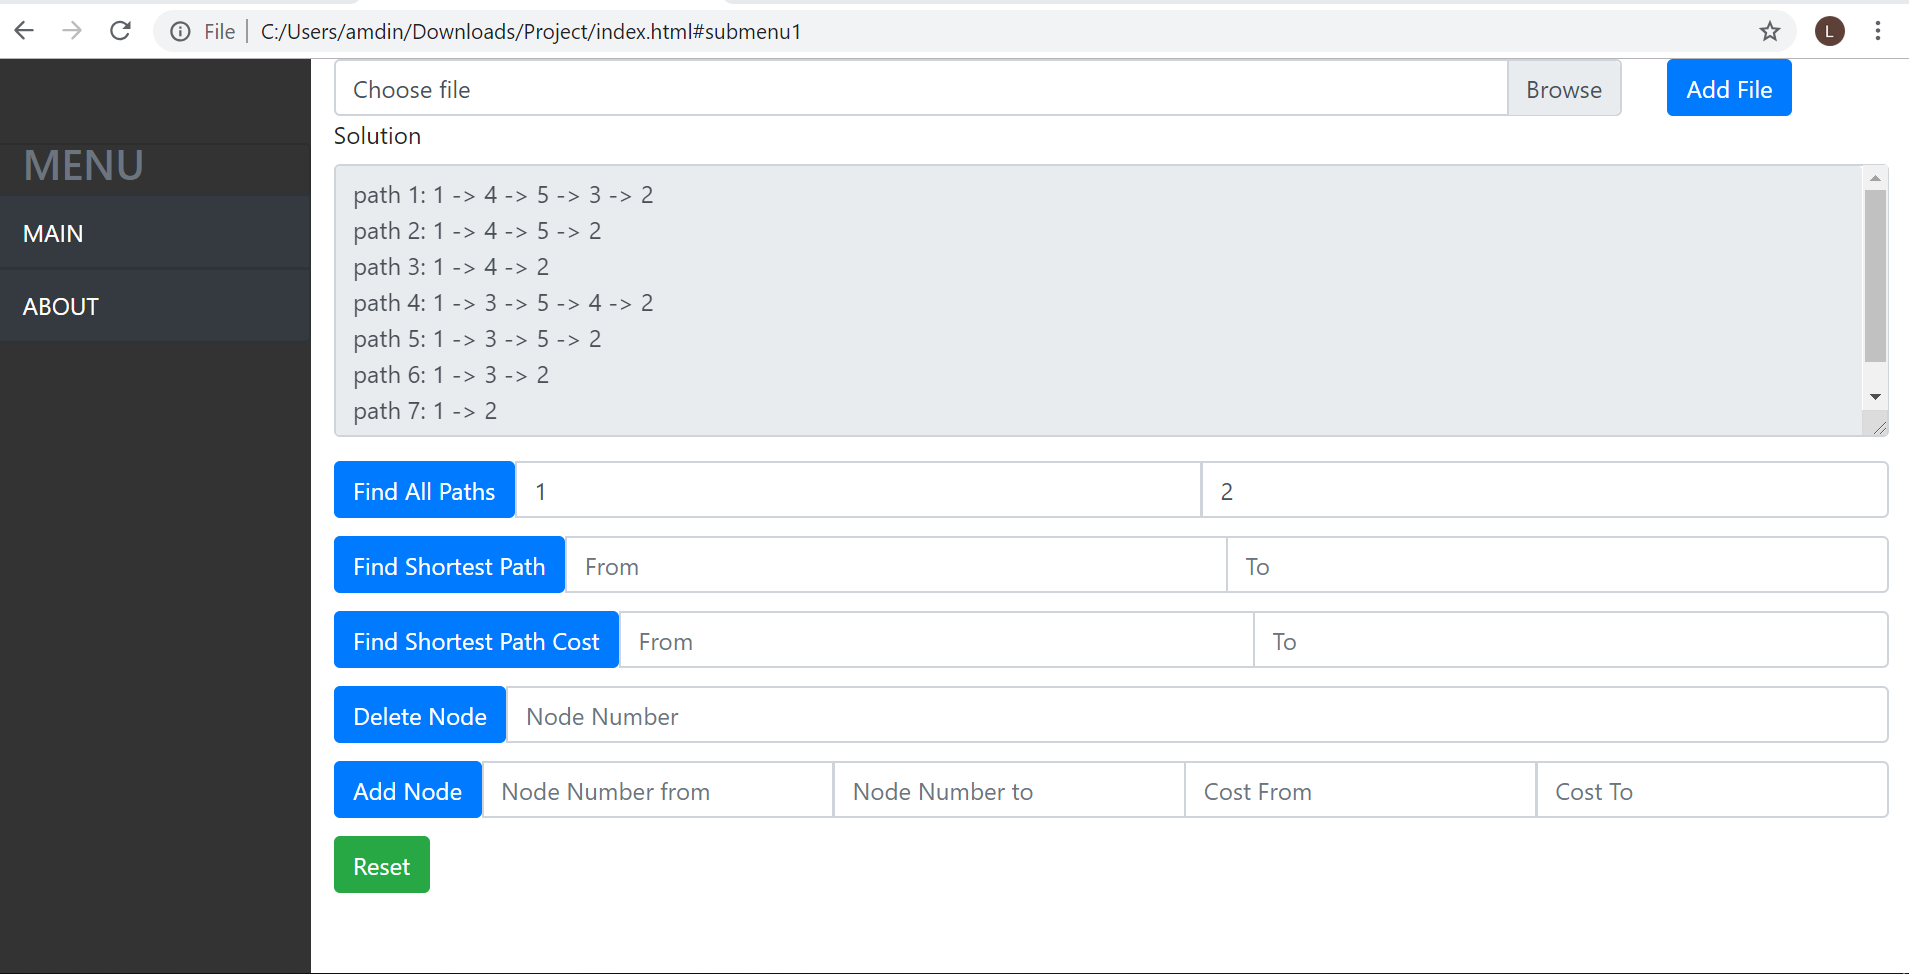 File | C:/Users/amdin/Downloads/Project/index.html#submenu1
L
MENU
MAIN
ABOUT
Choose file Browse Add File
Solution
path 1: 1 -> 4 -> 5 -> 3 -> 2
path 2: 1 -> 4 -> 5 -> 2
path 3: 1 -> 4 -> 2
path 4: 1 -> 3 -> 5 -> 4 -> 2
path 5: 1 -> 3 -> 5 -> 2
path 6: 1 -> 3 -> 2
path 7: 1 -> 2
Find All Paths 1 2
Find Shortest Path From To
Find Shortest Path Cost From To
Delete Node Node Number
Add Node Node Number from Node Number to Cost From Cost To
Reset